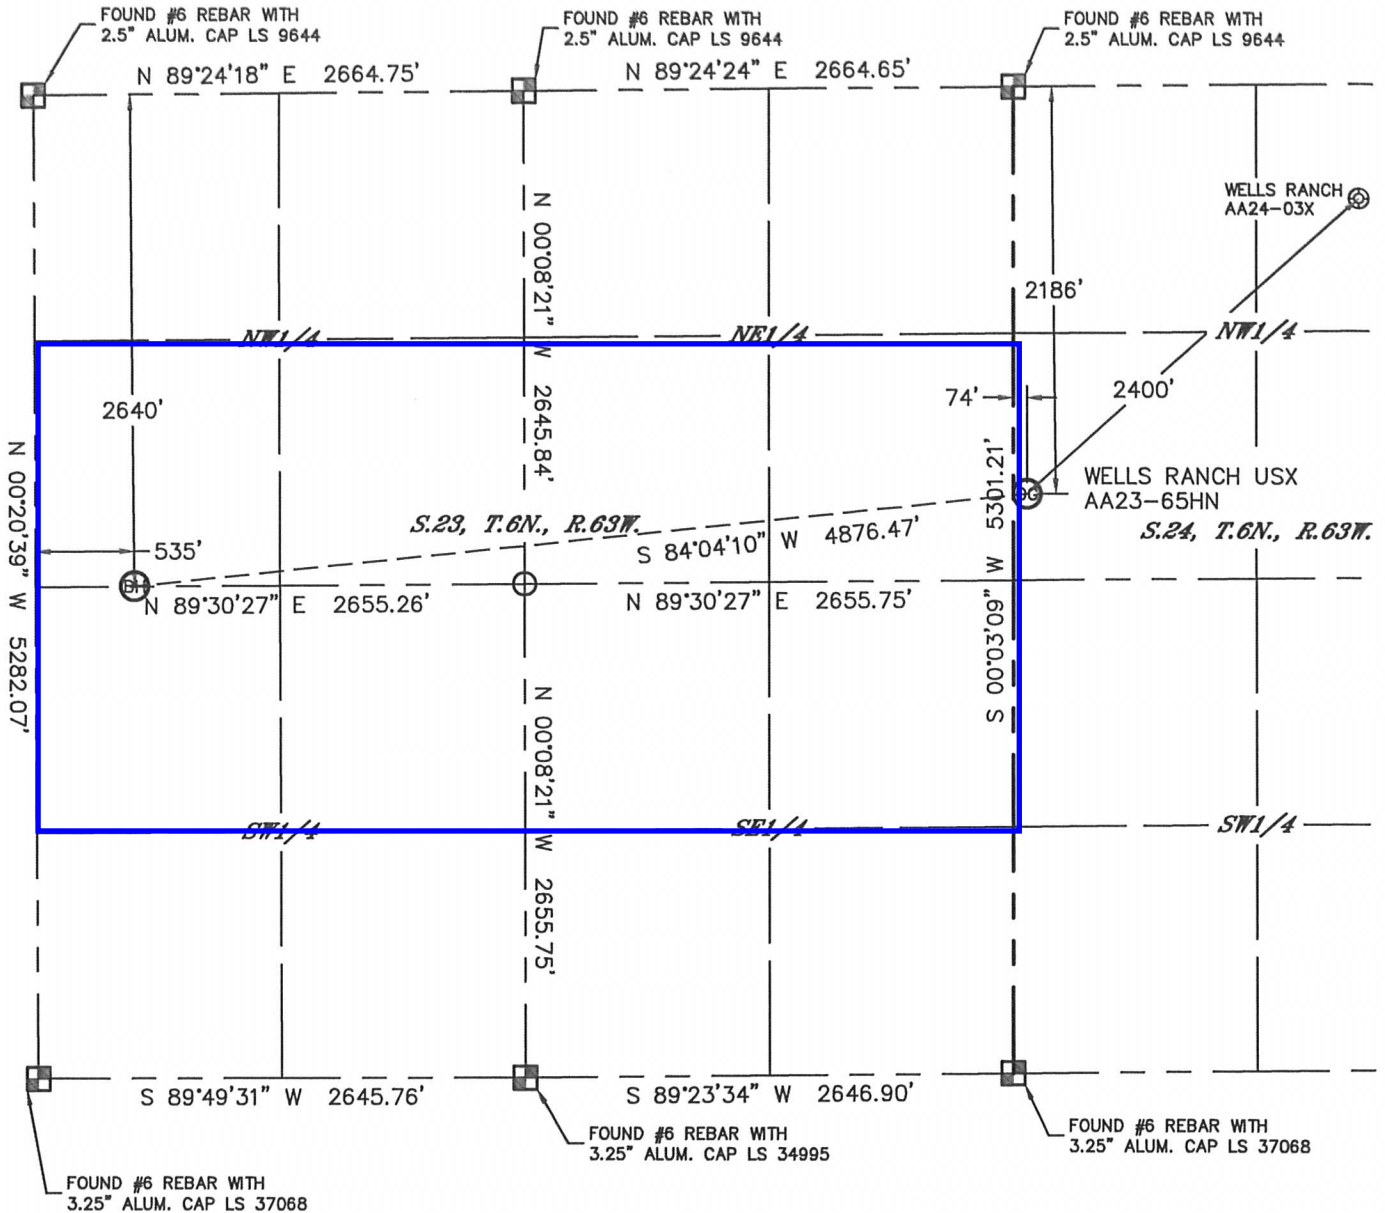 FOUND #6 REBAR WITH
2.5" ALUM. CAP LS 9644
FOUND #6 REBAR WITH
2.5" ALUM. CAP LS 9644
FOUND #6 REBAR WITH
2.5" ALUM. CAP LS 9644
N 89°24'18" E 2664.75'
N 89°24'24" E 2664.65'
WELLS RANCH
AA24-03X
N 00°08'21" W 2645.84'
2186'
NW1/4
NE1/4
NW1/4
2640'
74'
2400'
N 00°20'39" W 5282.07'
S 00°03'09" W 5301.21'
WELLS RANCH USX
AA23-65HN
S.23, T.6N., R.63W.
S.24, T.6N., R.63W.
S 84°04'10" W 4876.47'
535'
BH
N 89°30'27" E 2655.26'
N 89°30'27" E 2655.75'
N 00°08'21" W 2655.75'
SW1/4
SE1/4
SW1/4
S 89°49'31" W 2645.76'
S 89°23'34" W 2646.90'
FOUND #6 REBAR WITH
3.25" ALUM. CAP LS 37068
FOUND #6 REBAR WITH
3.25" ALUM. CAP LS 34995
FOUND #6 REBAR WITH
3.25" ALUM. CAP LS 37068